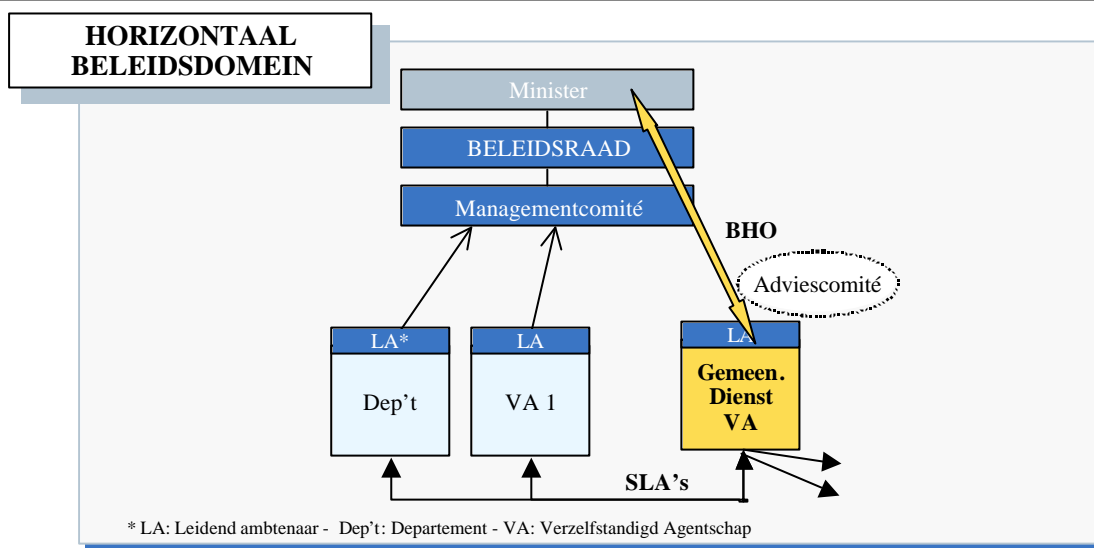 HORIZONTAAL
BELEIDSDOMEIN
Minister
BELEIDSRAAD
Managementcomité
BHO
Adviescomité
LA*
LA
LA
Dep't
VA 1
Gemeen.
Dienst
VA
SLA's
* LA: Leidend ambtenaar - Dep't: Departement - VA: Verzelfstandigd Agentschap